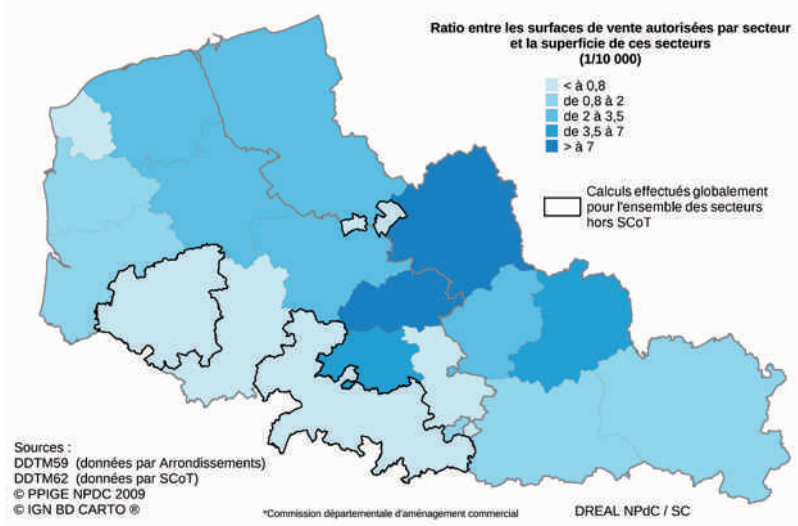 Ratio entre les surfaces de vente autorisées par secteur
et la superficie de ces secteurs
(1/10 000)
< à 0,8
de 0,8 à 2
de 2 à 3,5
de 3,5 à 7
> à 7
Calculs effectués globalement
pour l'ensemble des secteurs
hors SCoT
Sources :
DDTM59 (données par Arrondissements)
DDTM62 (données par SCoT)
© PPIGE NPDC 2009
© IGN BD CARTO ®
*Commission départementale d'aménagement commercial
DREAL NPdC / SC